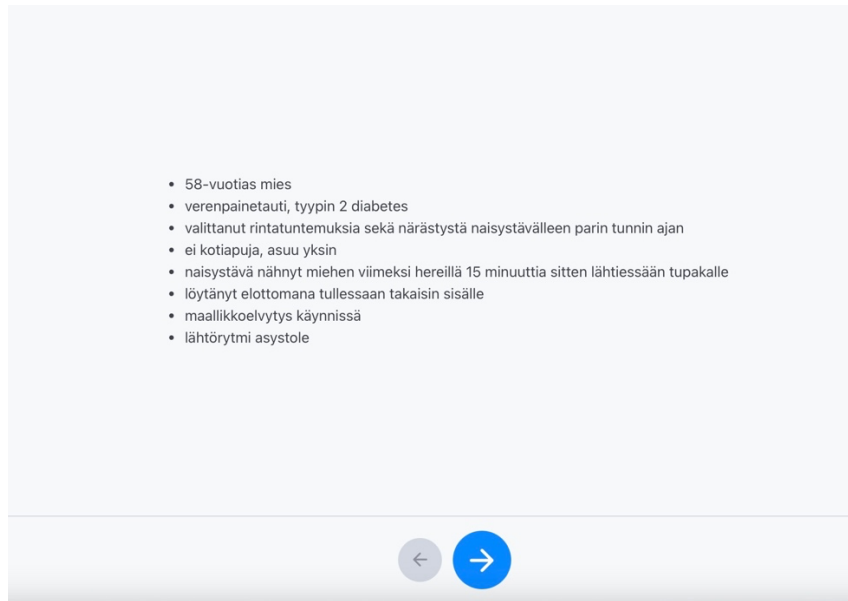 • 58-vuotias mies
• verenpainetauti, tyypin 2 diabetes
• valittanut rintatuntemuksia sekä närästystä naisystävälleen parin tunnin ajan
• ei kotiapuja, asuu yksin
• naisystävä nähnyt miehen viimeksi hereillä 15 minuuttia sitten lähtiessään tupakalle
• löytänyt elottomana tullessaan takaisin sisälle
• maallikkoelvytys käynnissä
• lähtörytmi asystole